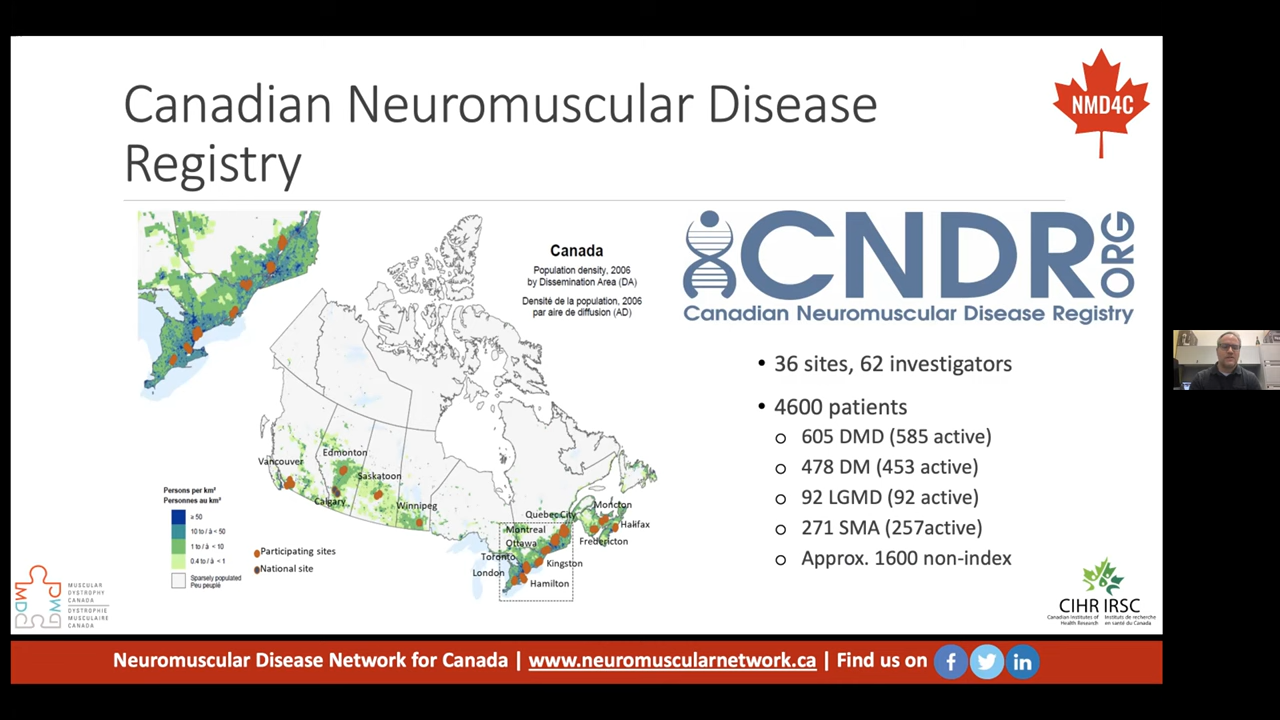 Canadian Neuromuscular Disease
Registry
NMD4C
Canada
Population density, 2006
by Dissemination Area (DA)
Densité de la population, 2006
par aire de diffusion (AD)
CNDR
ORG
Canadian Neuromuscular Disease Registry
• 36 sites, 62 investigators
• 4600 patients
o 605 DMD (585 active)
o 478 DM (453 active)
o 92 LGMD (92 active)
o 271 SMA (257active)
o Approx. 1600 non-index
Vancouver
Edmonton
Calgary
Saskatoon
Winnipeg
Quebec City
Montreal
Ottawa
Toronto
London
Kingston
Hamilton
Moncton
Halifax
Fredericton
Persons per km²
Personnes au km²
≥ 50
10 to / à < 50
1 to / à < 10
0.4 to / à < 1
Sparsely populated
Peu peuplé
Participating sites
National site
MUSCULAR
DYSTROPHY
CANADA
DYSTROPHIE
MUSCULAIRE
CANADA
CIHR IRSC
Canadian Institutes of
Health Research
Instituts de recherche
en santé du Canada
Neuromuscular Disease Network for Canada | www.neuromuscularnetwork.ca | Find us on